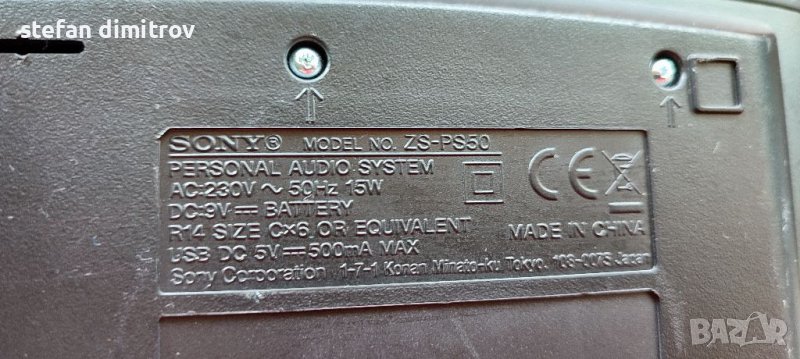 stefan dimitrov
SONY® MODEL NO. ZS-PS50
PERSONAL AUDIO SYSTEM
AC:230V ~ 50Hz 15W
DC:9V ⎓ BATTERY
R14 SIZE C×6, OR EQUIVALENT
USB DC 5V ⎓ 500mA MAX
CE
MADE IN CHINA
Sony Corporation 1-7-1 Konan Minato-ku Tokyo, 108-0075 Japan
BAZAR